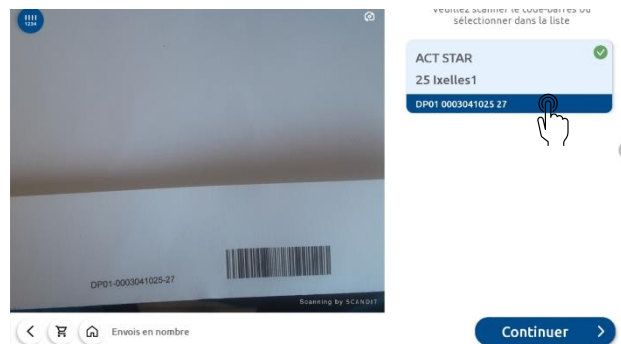 1234
DP01-0003041025-27
Scanning by SCANDIT
Envois en nombre
Veuillez scanner le code-barres ou
sélectionner dans la liste
ACT STAR
25 Ixelles1
DP01 0003041025 27
Continuer